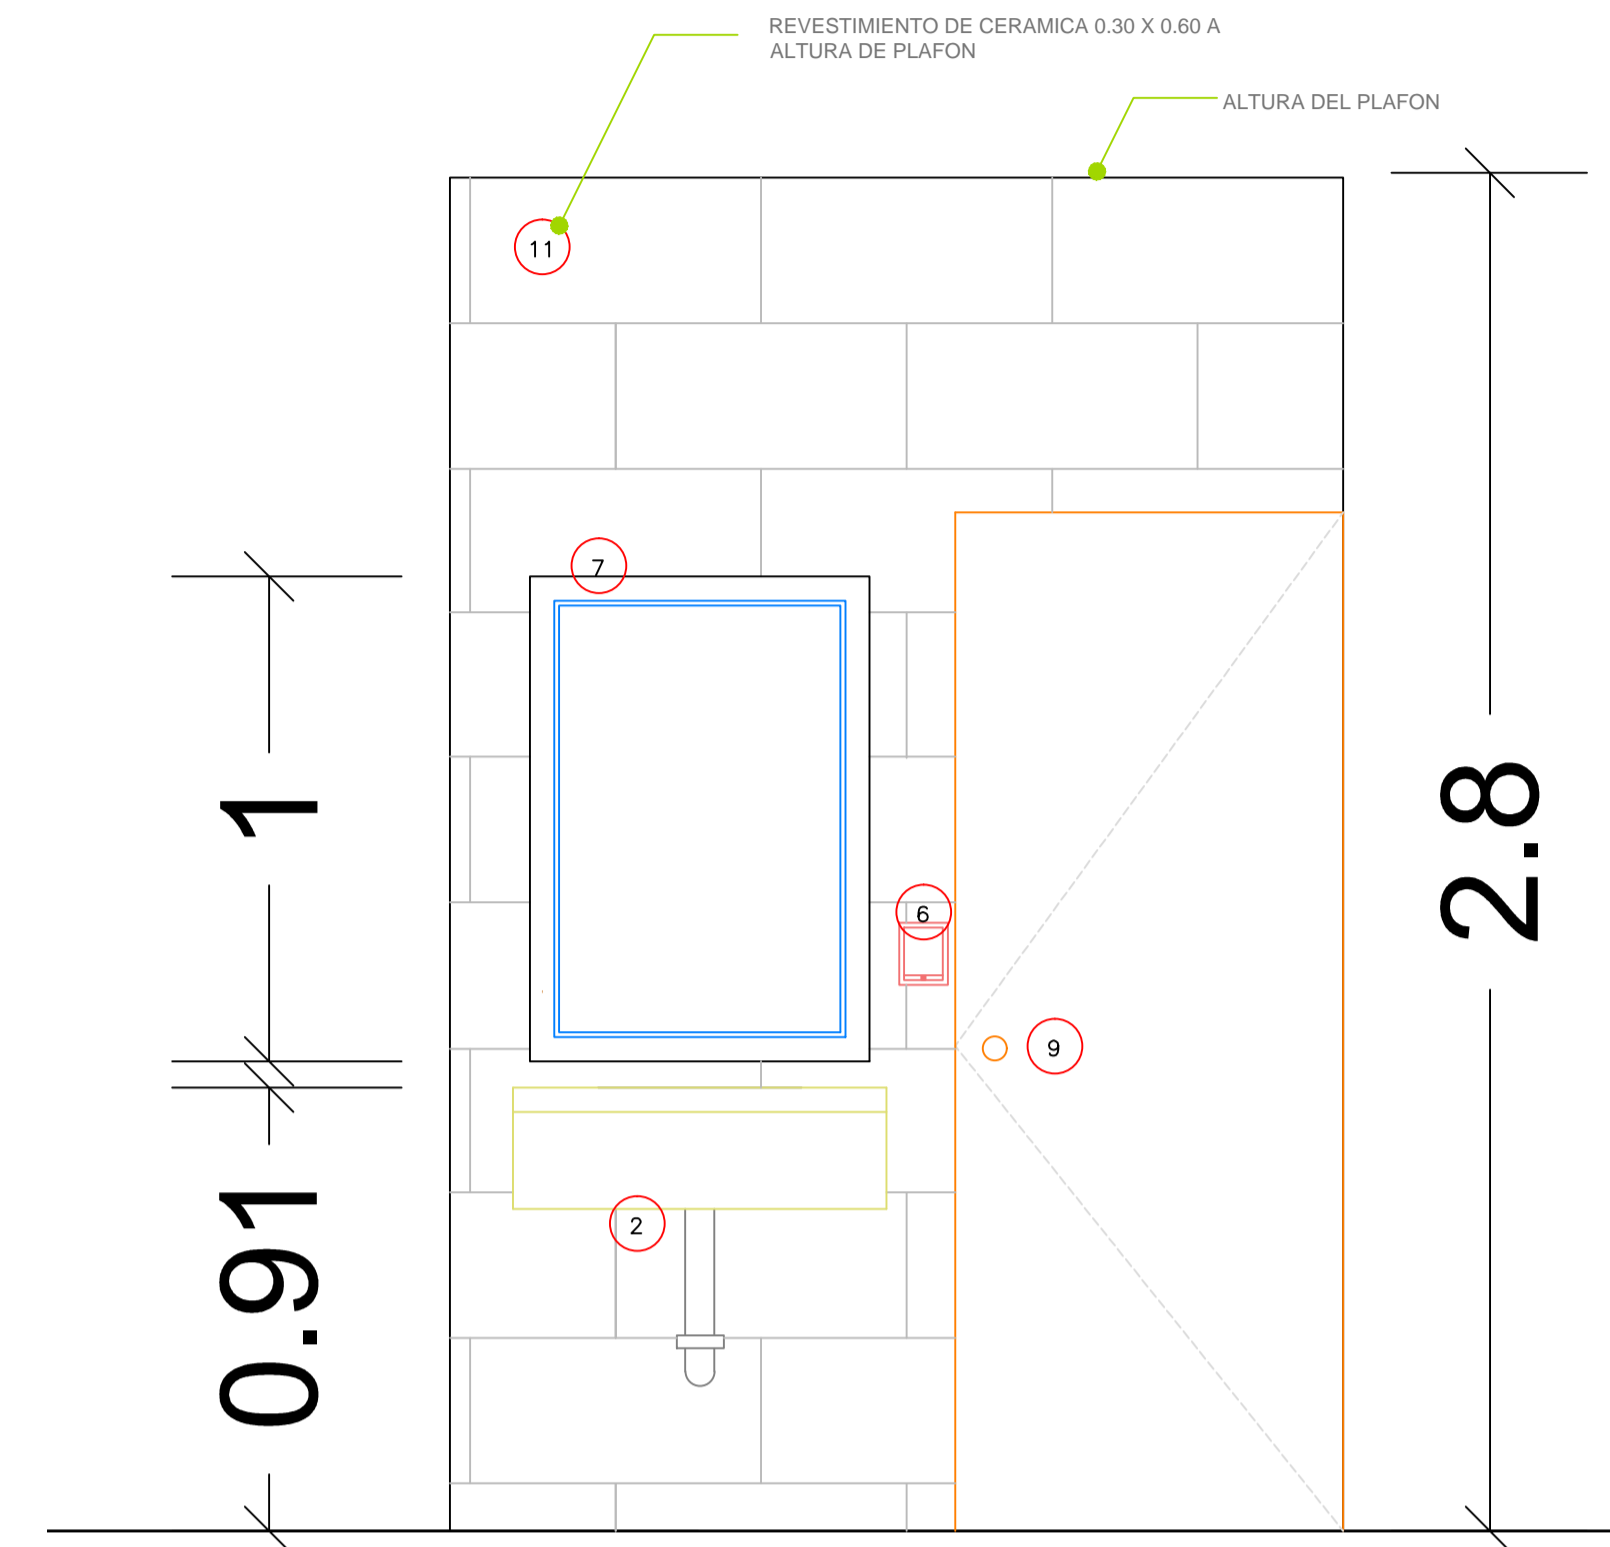 REVESTIMIENTO DE CERAMICA 0.30 X 0.60 A
ALTURA DE PLAFON
ALTURA DEL PLAFON
11
7
1
2.8
6
9
0.91
2